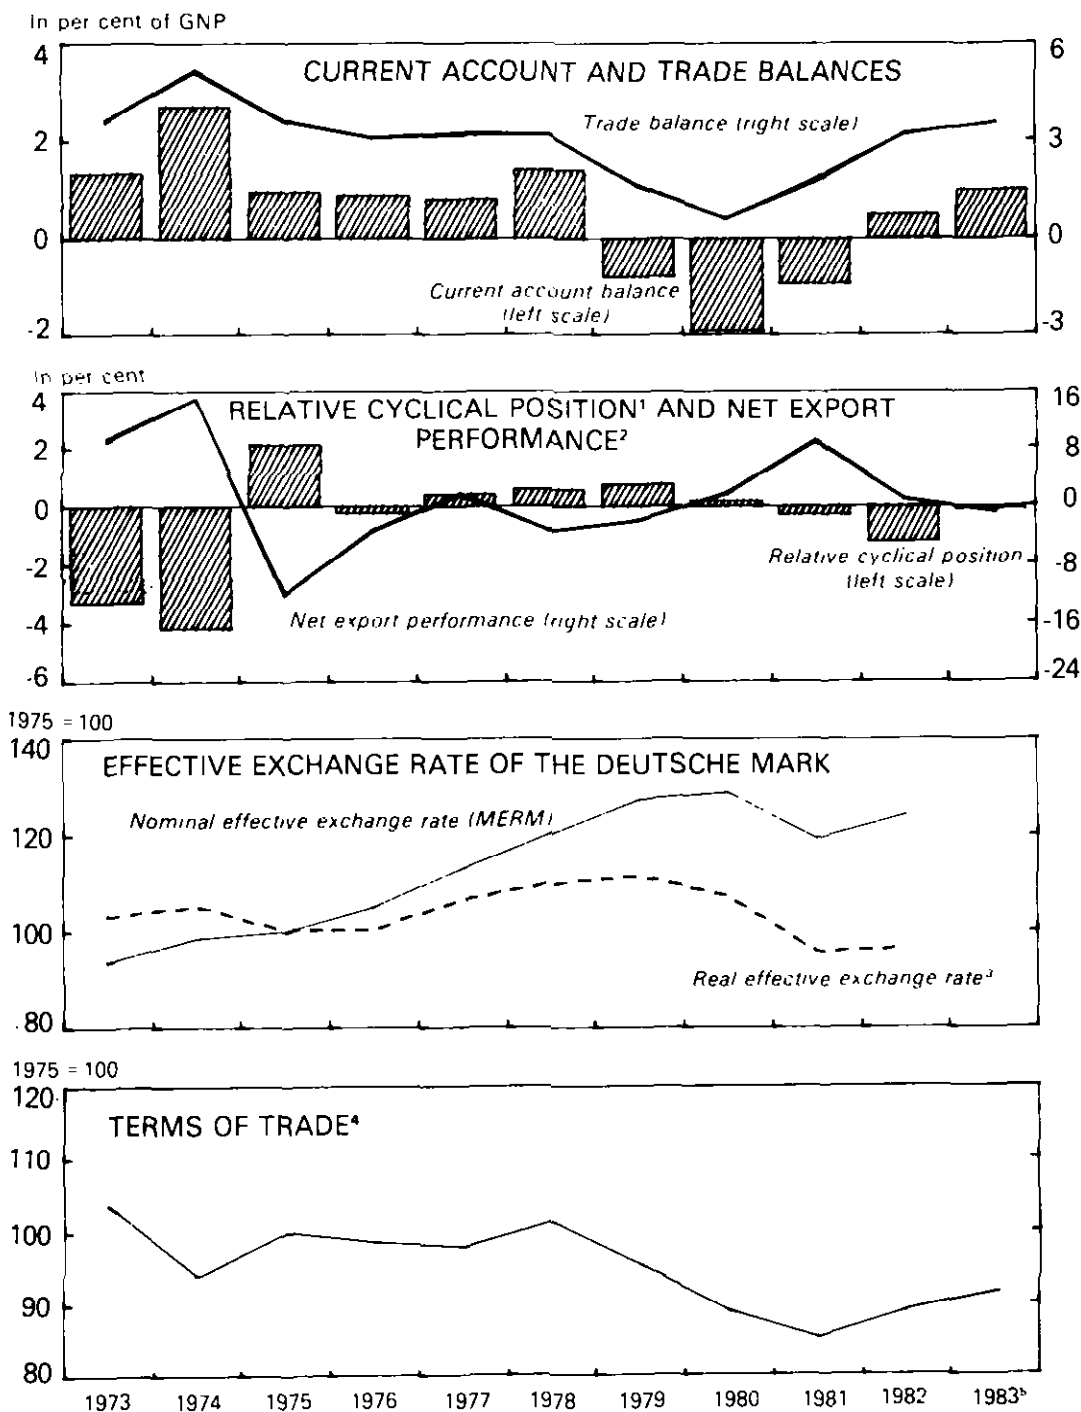 In per cent of GNP
4 6
CURRENT ACCOUNT AND TRADE BALANCES
Trade balance (right scale)
2 3
0 0
Current account balance
(left scale)
-2 -3
In per cent
4 16
RELATIVE CYCLICAL POSITION¹ AND NET EXPORT
PERFORMANCE²
2 8
0 0
Relative cyclical position
(left scale)
-2 -8
Net export performance (right scale)
-4 -16
-6 -24
1975 = 100
140
EFFECTIVE EXCHANGE RATE OF THE DEUTSCHE MARK
Nominal effective exchange rate (MERM)
120
100
Real effective exchange rate³
80
1975 = 100
120
TERMS OF TRADE⁴
110
100
90
80
1973 1974 1975 1976 1977 1978 1979 1980 1981 1982 1983⁵